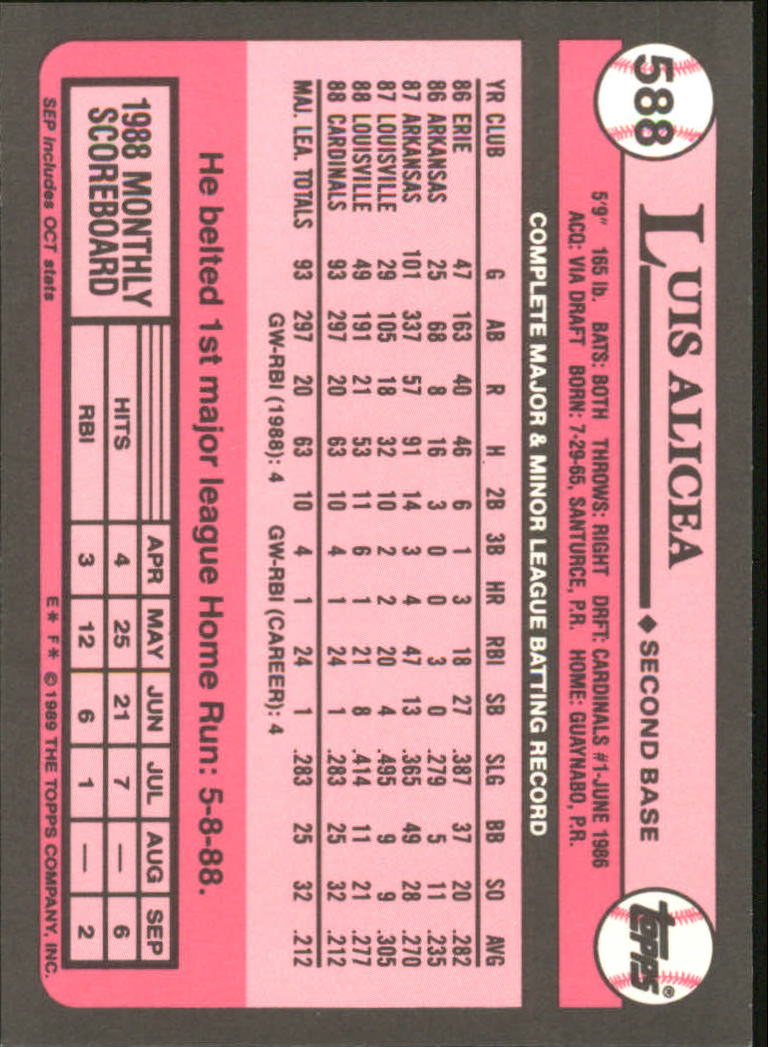 588
LUIS ALICEA
◆ SECOND BASE
TOPPS®
5'9" 165 lb. BATS: BOTH THROWS: RIGHT DRFT: CARDINALS #1-JUNE 1986
ACQ: VIA DRAFT BORN: 7-29-65, SANTURCE, P.R. HOME: GUAYNABO, P.R.
COMPLETE MAJOR & MINOR LEAGUE BATTING RECORD
YR CLUB G AB R H 2B 3B HR RBI SB SLG BB SO AVG
86 ERIE 47 163 40 46 6 1 3 18 27 .387 37 20 .282
86 ARKANSAS 25 68 8 16 3 0 0 3 0 .279 5 11 .235
87 ARKANSAS 101 337 57 91 14 3 4 47 13 .365 49 28 .270
87 LOUISVILLE 29 105 18 32 10 2 2 20 4 .495 9 9 .305
88 LOUISVILLE 49 191 21 53 11 6 1 21 8 .414 11 21 .277
88 CARDINALS 93 297 20 63 10 4 1 24 1 .283 25 32 .212
MAJ. LEA. TOTALS 93 297 20 63 10 4 1 24 1 .283 25 32 .212
GW-RBI (1988): 4 GW-RBI (CAREER): 4
He belted 1st major league Home Run: 5-8-88.
1988 MONTHLY
SCOREBOARD
APR MAY JUN JUL AUG SEP
HITS 4 25 21 7 — 6
RBI 3 12 6 1 — 2
SEP includes OCT stats
E* F* © 1989 THE TOPPS COMPANY, INC.